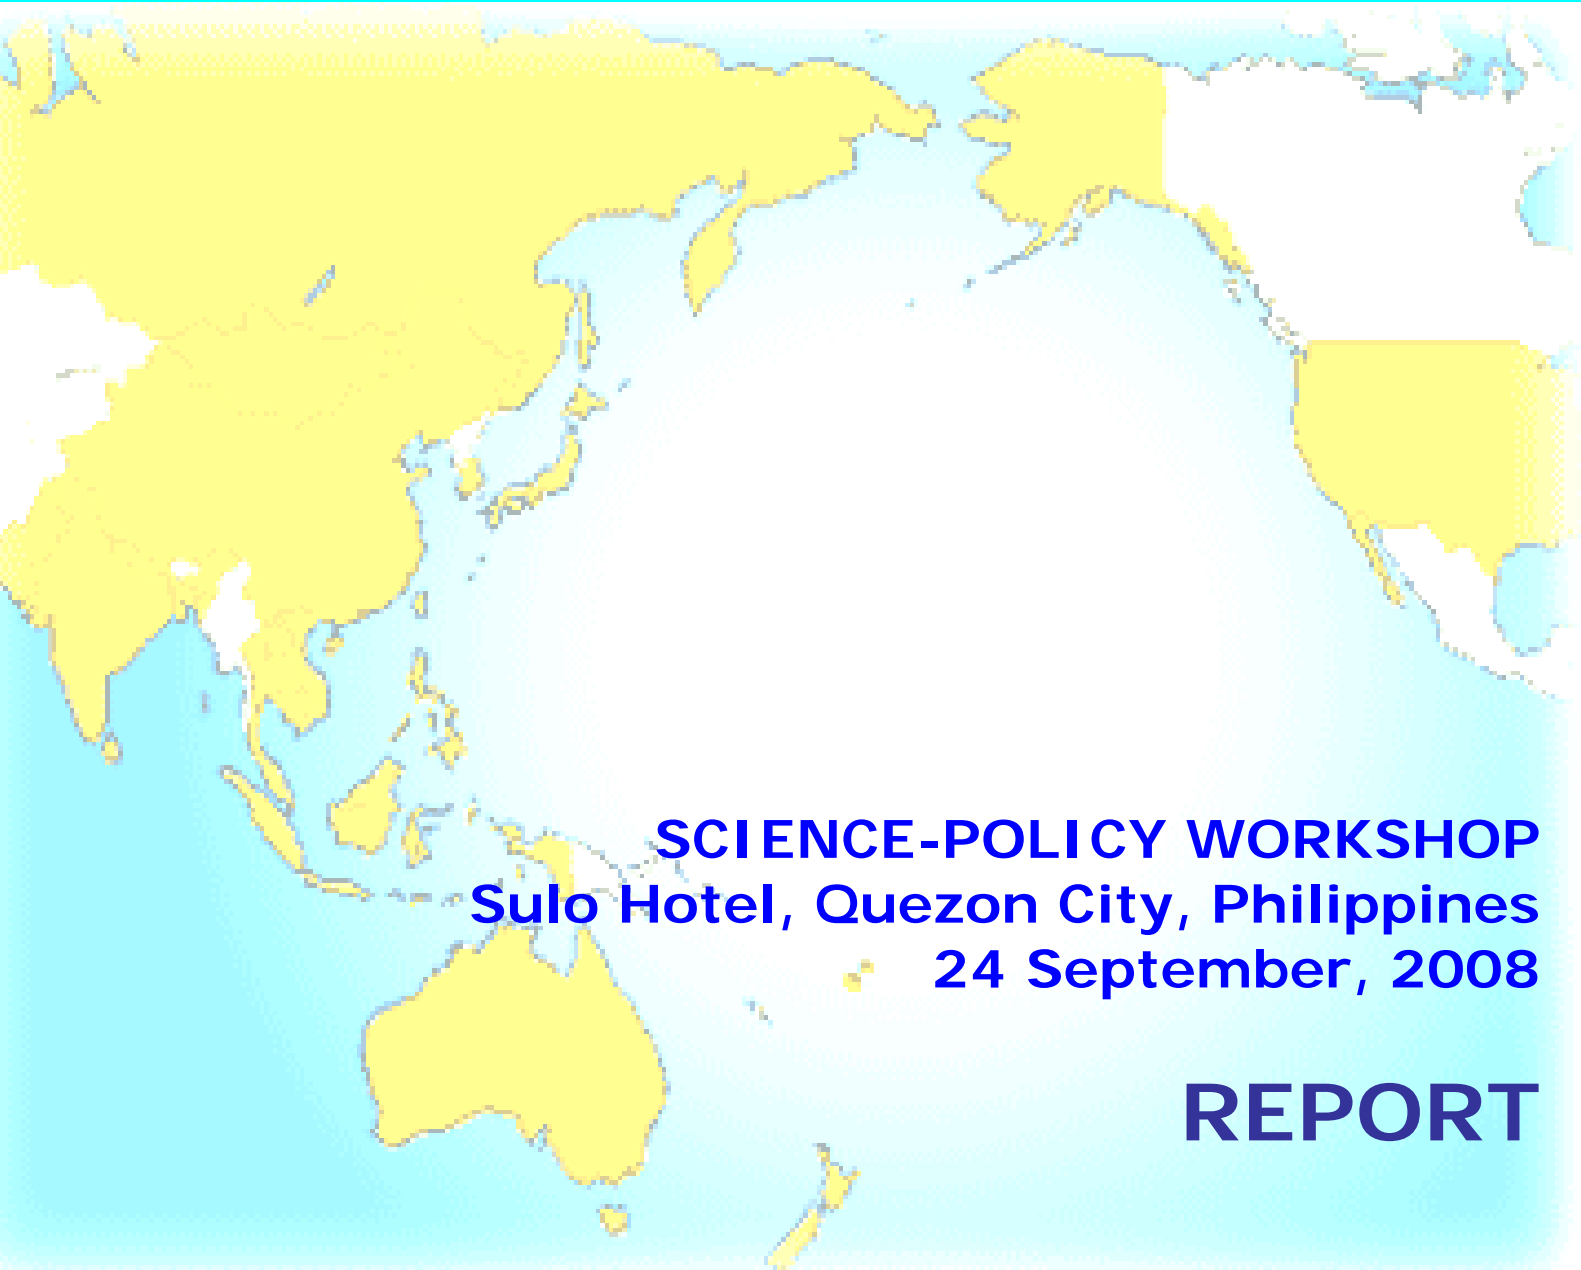 SCIENCE-POLICY WORKSHOP
Sulo Hotel, Quezon City, Philippines
24 September, 2008
REPORT